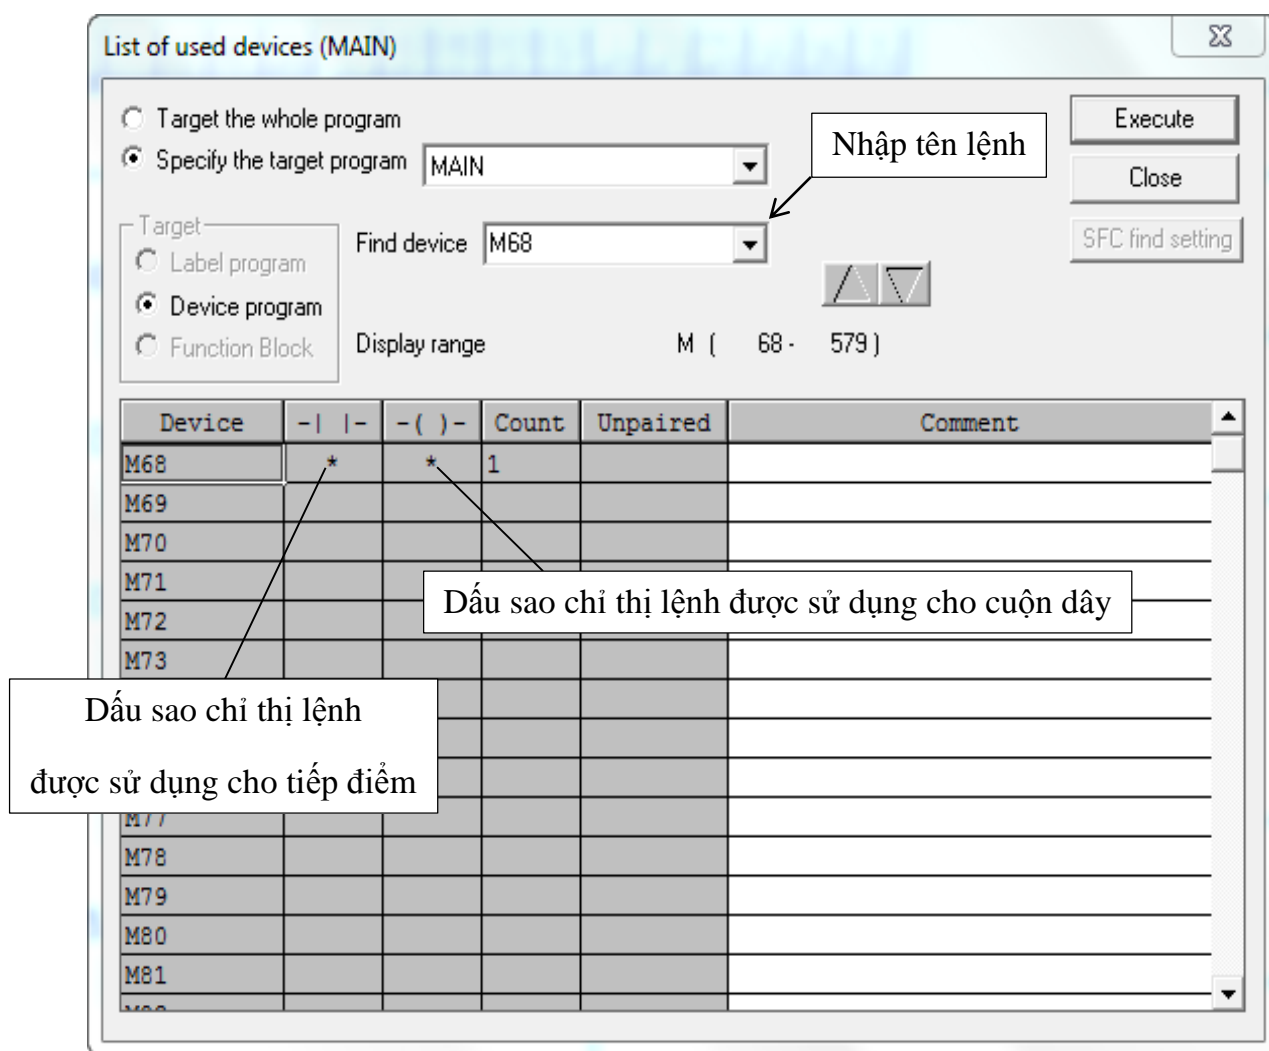 List of used devices (MAIN)
Target the whole program
Execute
Nhập tên lệnh
Specify the target program MAIN
Close
Target
Find device M68
SFC find setting
Label program
Device program
Function Block
Display range M ( 68 - 579 )
Device -| |- -( )- Count Unpaired Comment
M68 * * 1
M69
M70
M71
Dấu sao chỉ thị lệnh được sử dụng cho cuộn dây
M72
M73
Dấu sao chỉ thị lệnh
được sử dụng cho tiếp điểm
M77
M78
M79
M80
M81